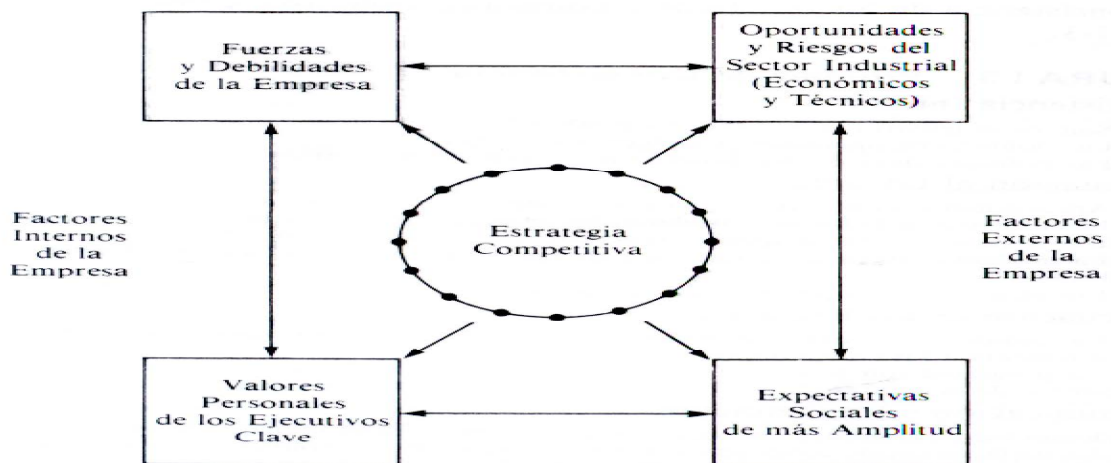 Fuerzas
y Debilidades
de la Empresa
Oportunidades
y Riesgos del
Sector Industrial
(Económicos
y Técnicos)
Factores
Internos
de la
Empresa
Estrategia
Competitiva
Factores
Externos
de la
Empresa
Valores
Personales
de los Ejecutivos
Clave
Expectativas
Sociales
de más Amplitud